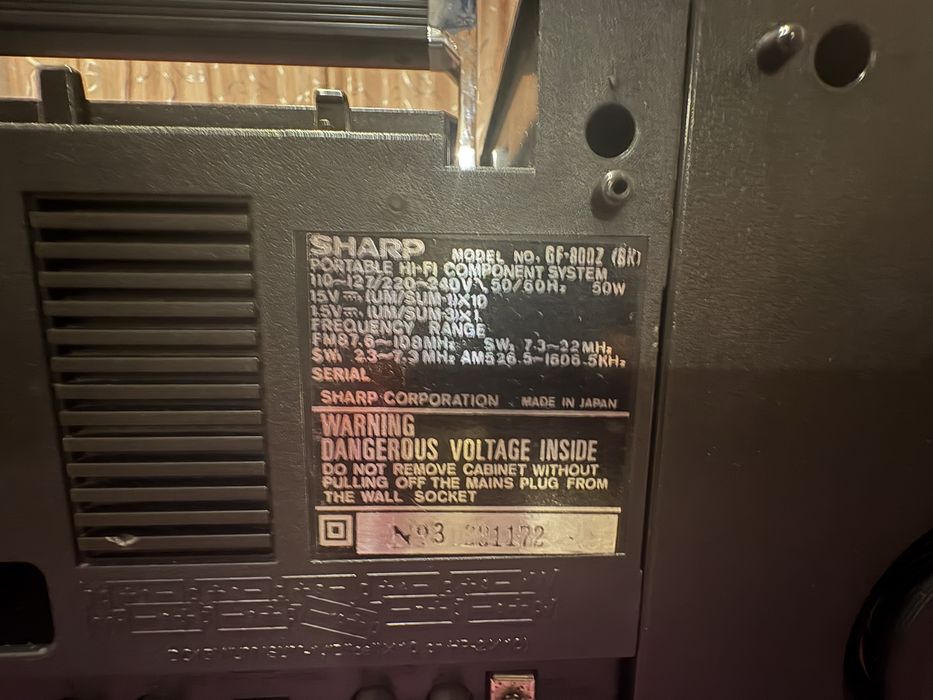 SHARP MODEL NO. GF-800Z (BK)
PORTABLE HI-FI COMPONENT SYSTEM
110~127/220~240V 50/60Hz 50W
15V (UM/SUM-1)X10
1.5V (UM/SUM-3)X1
FREQUENCY RANGE
FM87.6~108MHz SW2 7.3~22MHz
SW1 2.3~7.3MHz AM526.5~1606.5KHz
SERIAL
SHARP CORPORATION MADE IN JAPAN
WARNING
DANGEROUS VOLTAGE INSIDE
DO NOT REMOVE CABINET WITHOUT
PULLING OFF THE MAINS PLUG FROM
THE WALL SOCKET